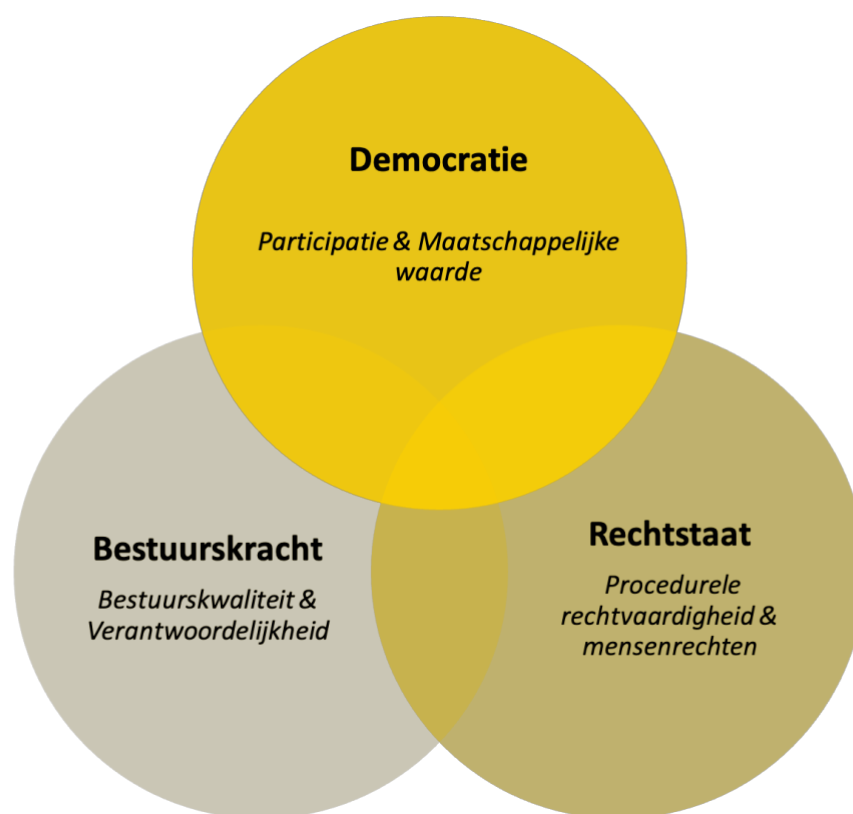 Democratie
Participatie & Maatschappelijke
waarde
Bestuurskracht
Bestuurskwaliteit &
Verantwoordelijkheid
Rechtstaat
Procedurele
rechtvaardigheid &
mensenrechten